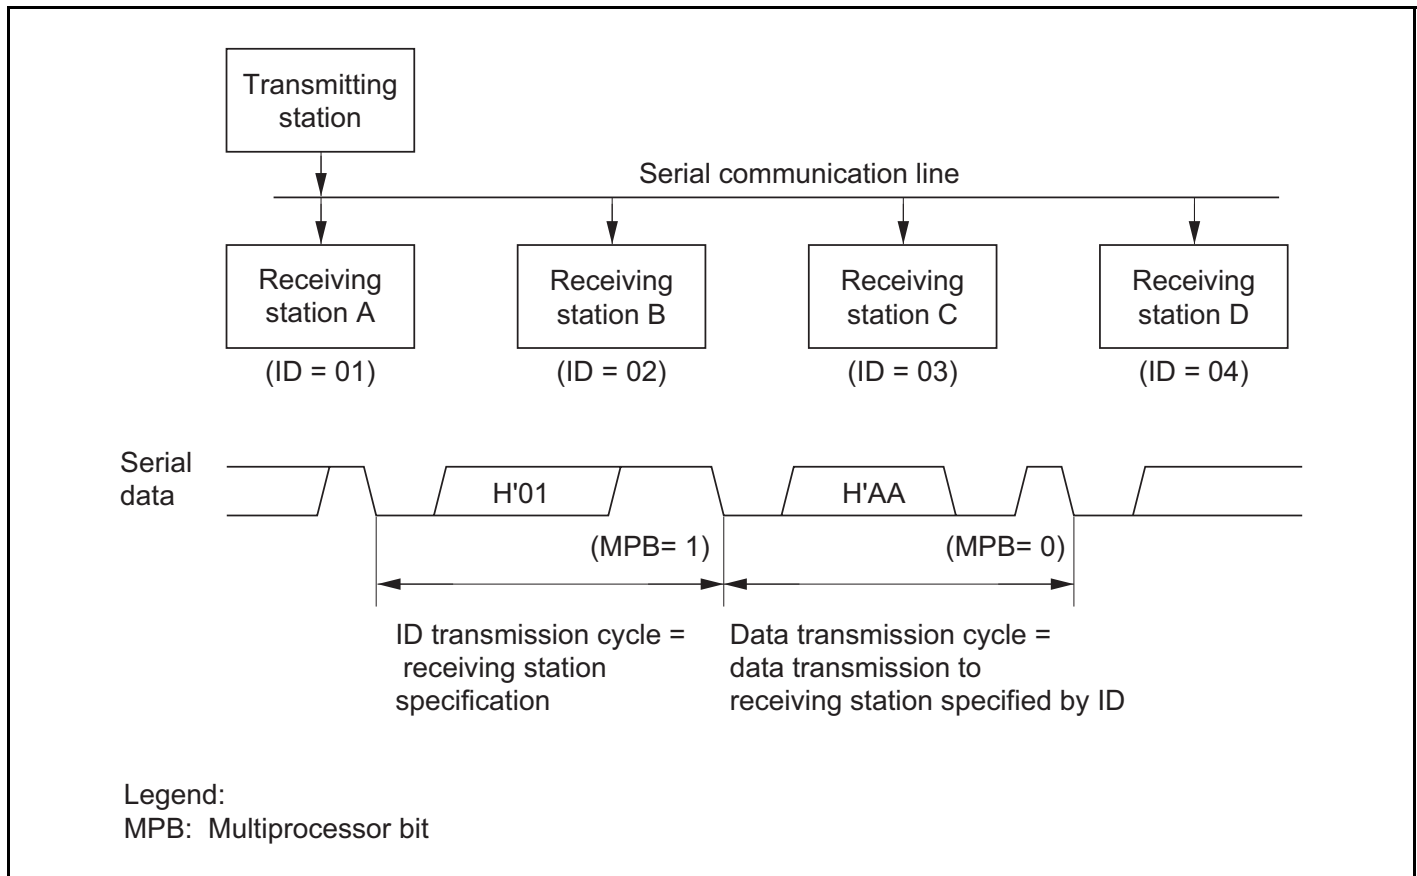 Transmitting
station
Serial communication line
Receiving
station A
(ID = 01)
Receiving
station B
(ID = 02)
Receiving
station C
(ID = 03)
Receiving
station D
(ID = 04)
Serial
data
H'01
H'AA
(MPB= 1)
(MPB= 0)
ID transmission cycle =
receiving station
specification
Data transmission cycle =
data transmission to
receiving station specified by ID
Legend:
MPB: Multiprocessor bit